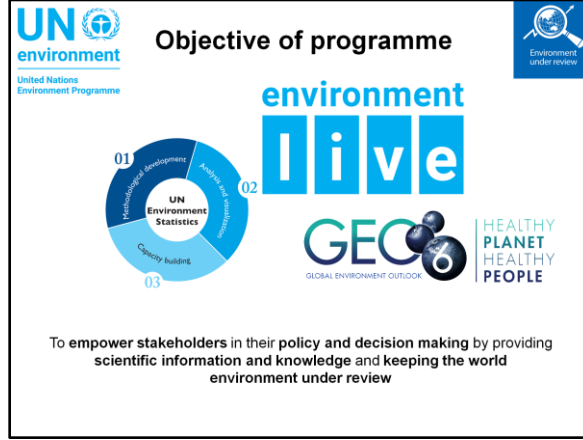 UN
environment
United Nations
Environment Programme
Objective of programme
Environment
under review
environment
live
01
Methodological development
Analysis and visualization
02
UN
Environment
Statistics
Capacity building
03
GEO6
GLOBAL ENVIRONMENT OUTLOOK
HEALTHY
PLANET
HEALTHY
PEOPLE
To empower stakeholders in their policy and decision making by providing
scientific information and knowledge and keeping the world
environment under review